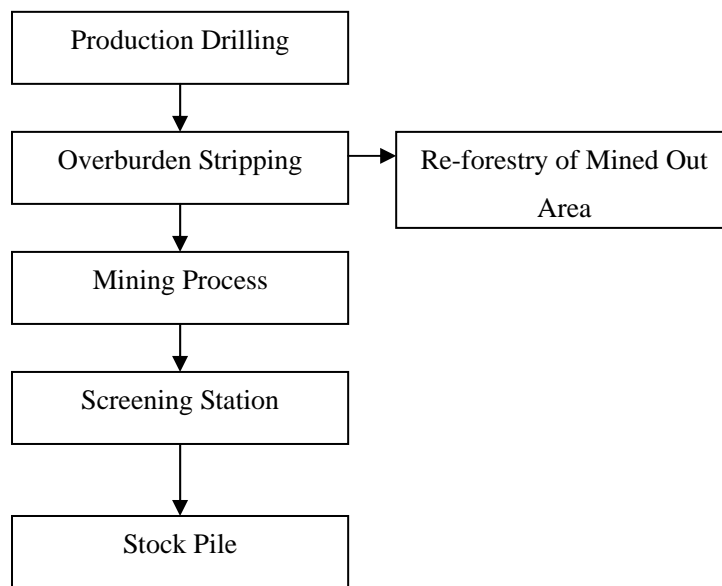 Production Drilling
Overburden Stripping
Re-forestry of Mined Out
Area
Mining Process
Screening Station
Stock Pile